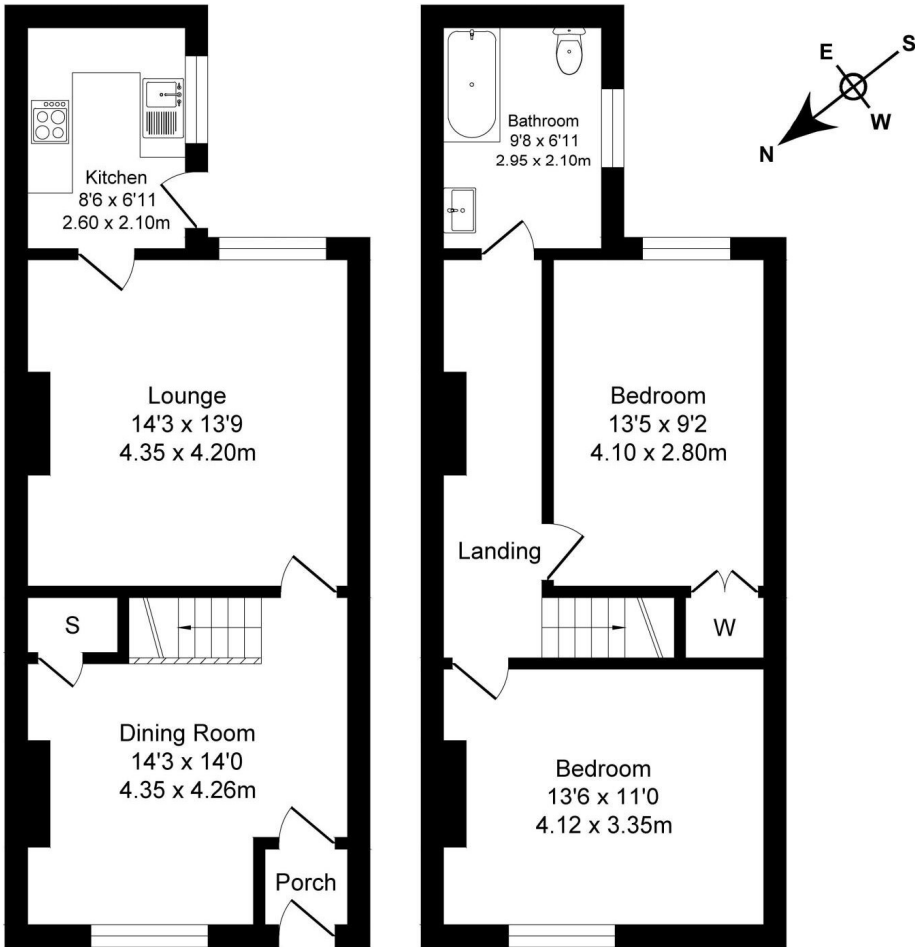 Kitchen
8'6 x 6'11
2.60 x 2.10m
Lounge
14'3 x 13'9
4.35 x 4.20m
S
Dining Room
14'3 x 14'0
4.35 x 4.26m
Porch
Bathroom
9'8 x 6'11
2.95 x 2.10m
Bedroom
13'5 x 9'2
4.10 x 2.80m
Landing
W
Bedroom
13'6 x 11'0
4.12 x 3.35m
E
S
W
N